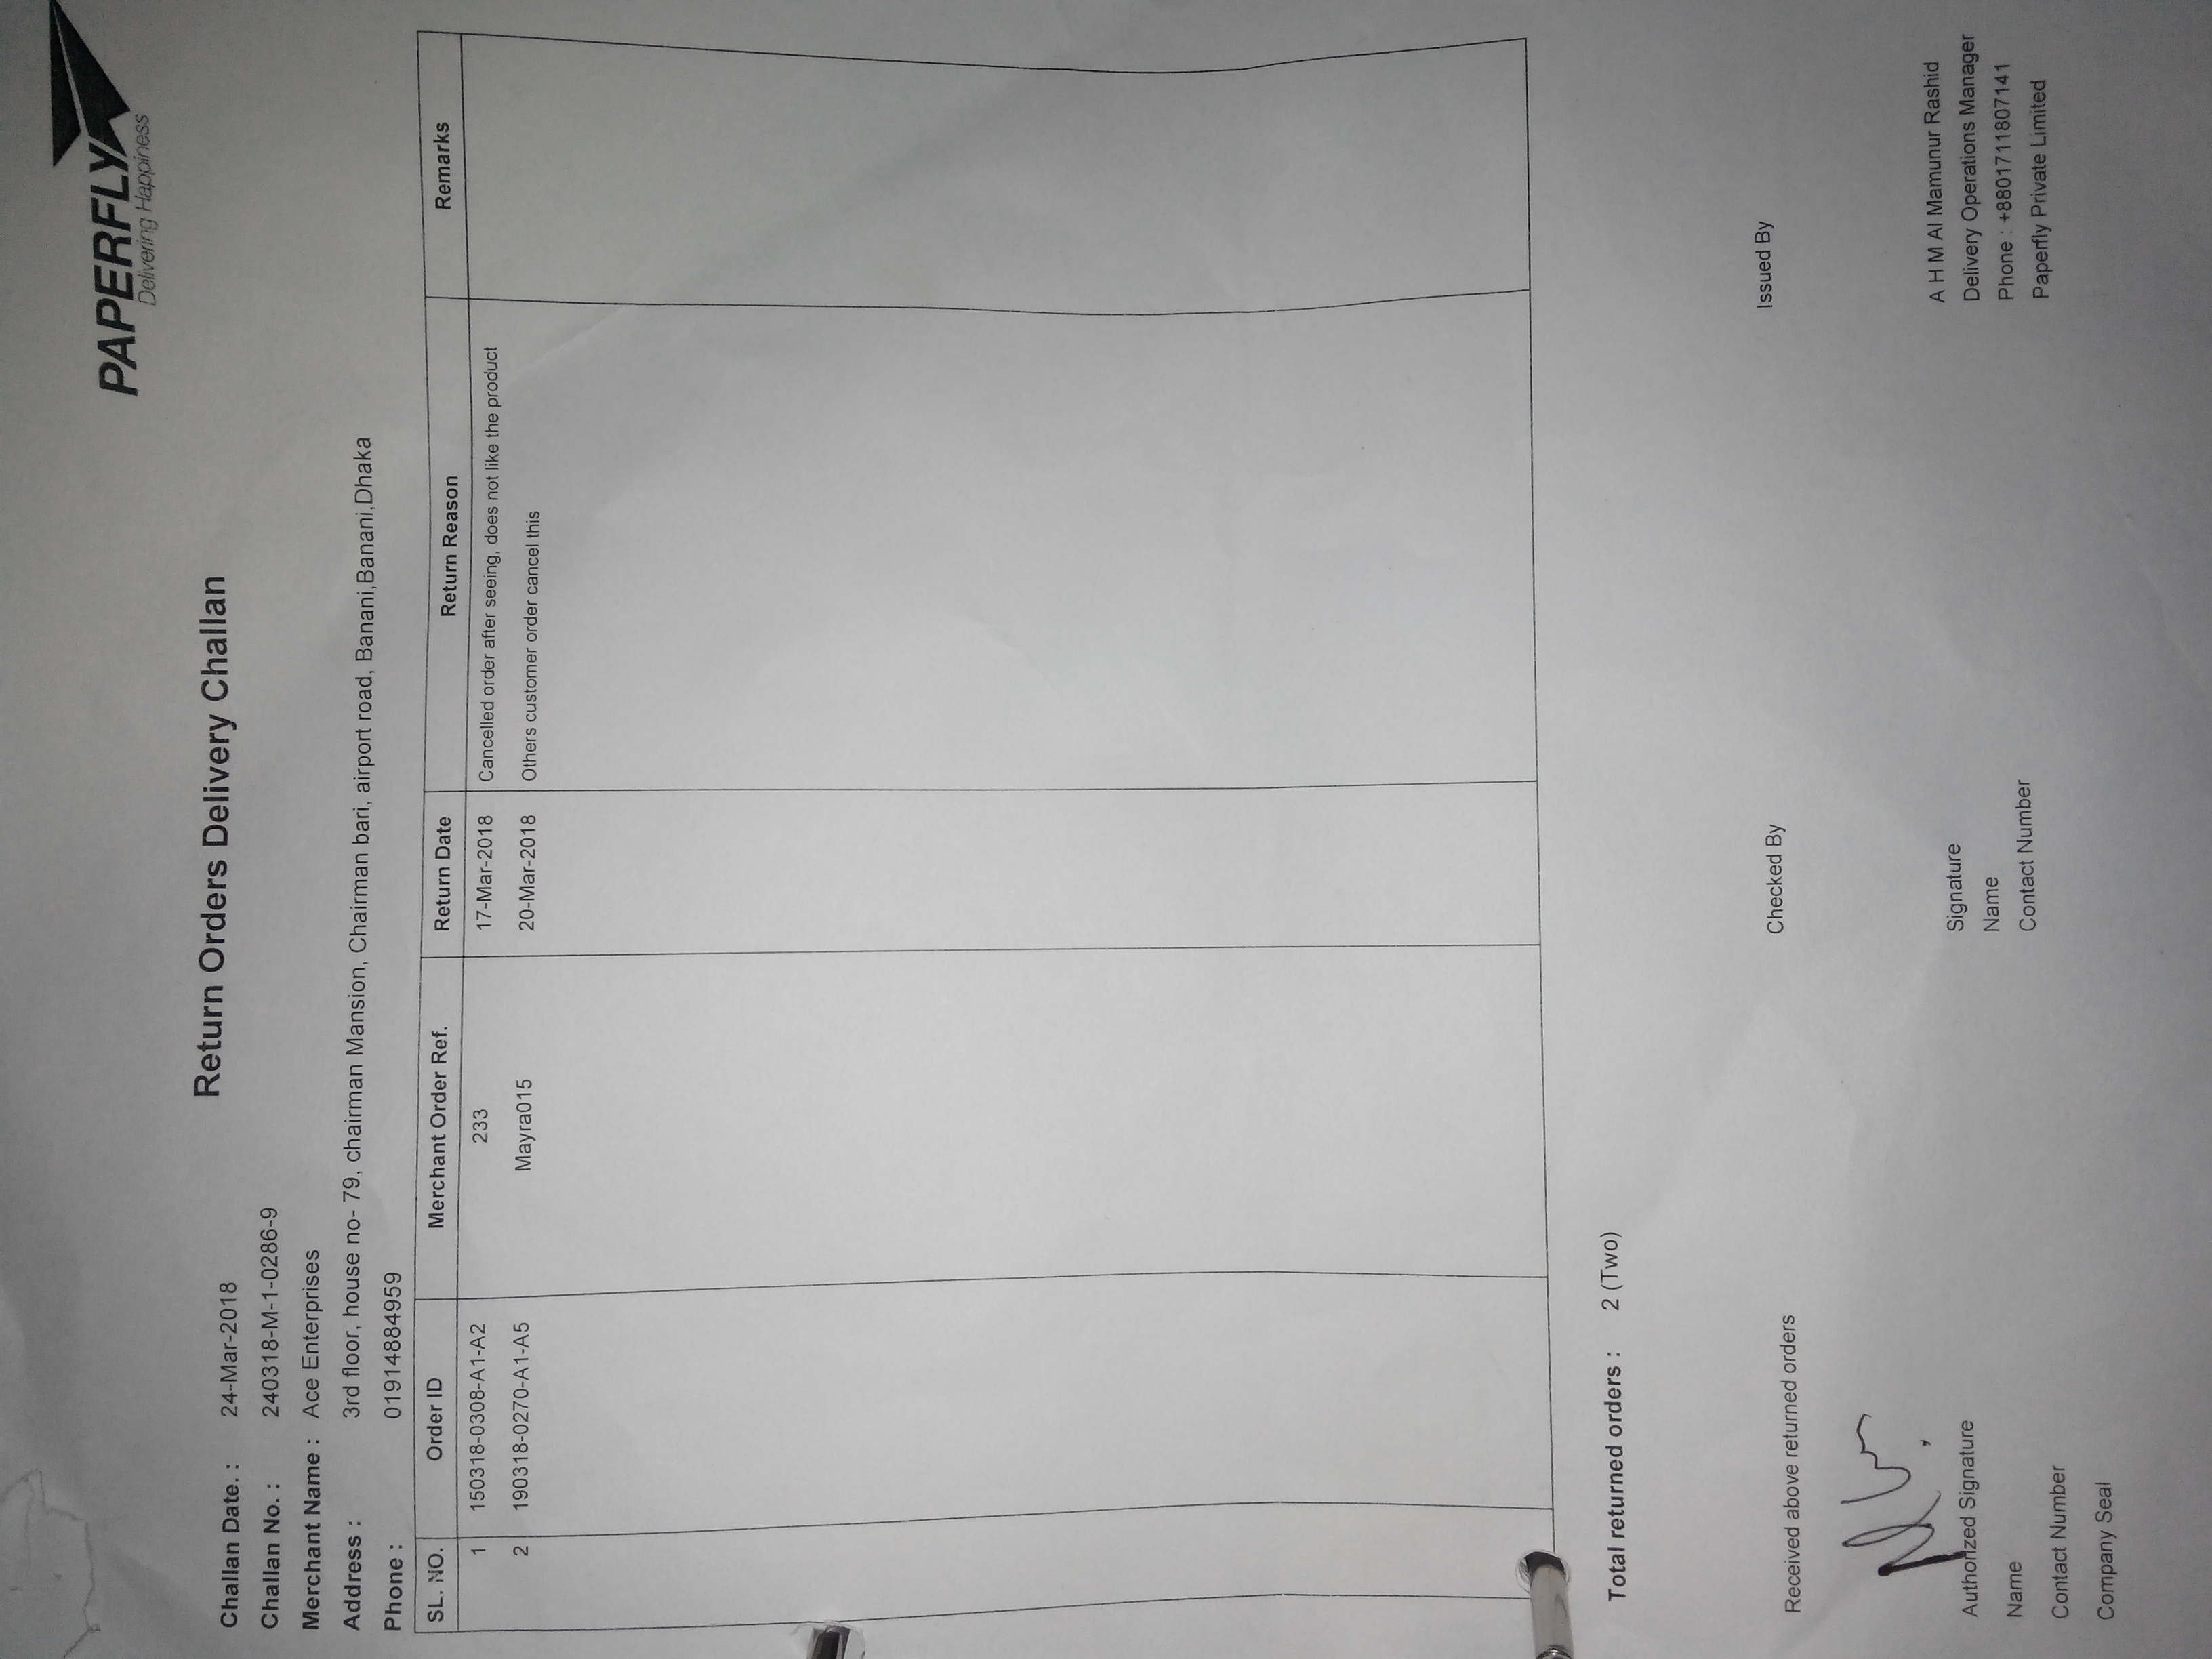 PAPERFLY
Delivering Happiness
Return Orders Delivery Challan
Challan Date. : 24-Mar-2018
Challan No. : 240318-M-1-0286-9
Merchant Name : Ace Enterprises
Address : 3rd floor, house no- 79, chairman Mansion, Chairman bari, airport road, Banani,Banani,Dhaka
Phone : 01914884959
SL. NO. Order ID Merchant Order Ref. Return Date Return Reason Remarks
1 150318-0308-A1-A2 233 17-Mar-2018 Cancelled order after seeing, does not like the product
2 190318-0270-A1-A5 Mayra015 20-Mar-2018 Others customer order cancel this
Total returned orders : 2 (Two)
Received above returned orders
Authorized Signature
Name
Contact Number
Company Seal
Checked By
Signature
Name
Contact Number
Issued By
A H M Al Mamunur Rashid
Delivery Operations Manager
Phone : +8801711807141
Paperfly Private Limited